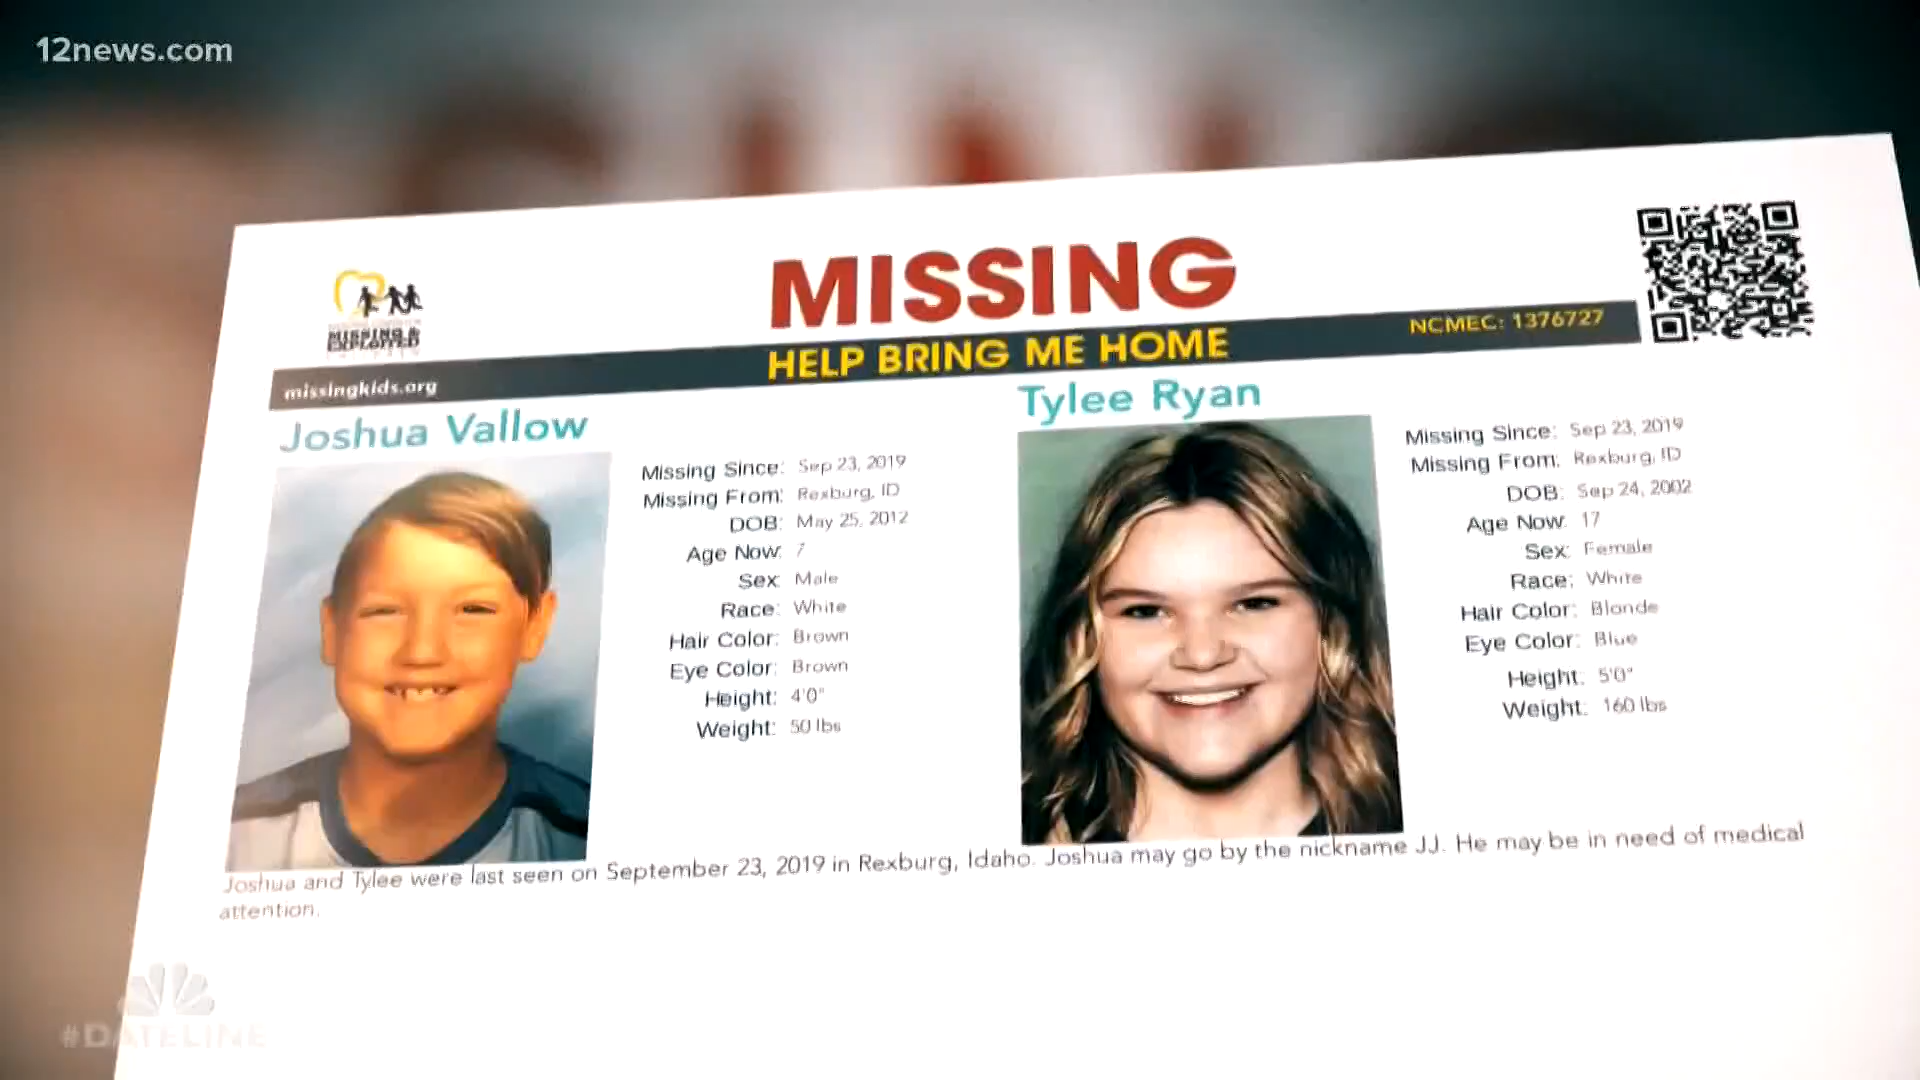 12news.com
MISSING
MISSING &
EXPLOITED
NCMEC: 1376727
HELP BRING ME HOME
missingkids.org
Joshua Vallow
Missing Since: Sep 23, 2019
Missing From: Rexburg, ID
DOB: May 25, 2012
Age Now: 7
Sex: Male
Race: White
Hair Color: Brown
Eye Color: Brown
Height: 4'0"
Weight: 50 lbs
Tylee Ryan
Missing Since: Sep 23, 2019
Missing From: Rexburg, ID
DOB: Sep 24, 2002
Age Now: 17
Sex: Female
Race: White
Hair Color: Blonde
Eye Color: Blue
Height: 5'0"
Weight: 160 lbs
Joshua and Tylee were last seen on September 23, 2019 in Rexburg, Idaho. Joshua may go by the nickname JJ. He may be in need of medical
attention.
#DATELINE